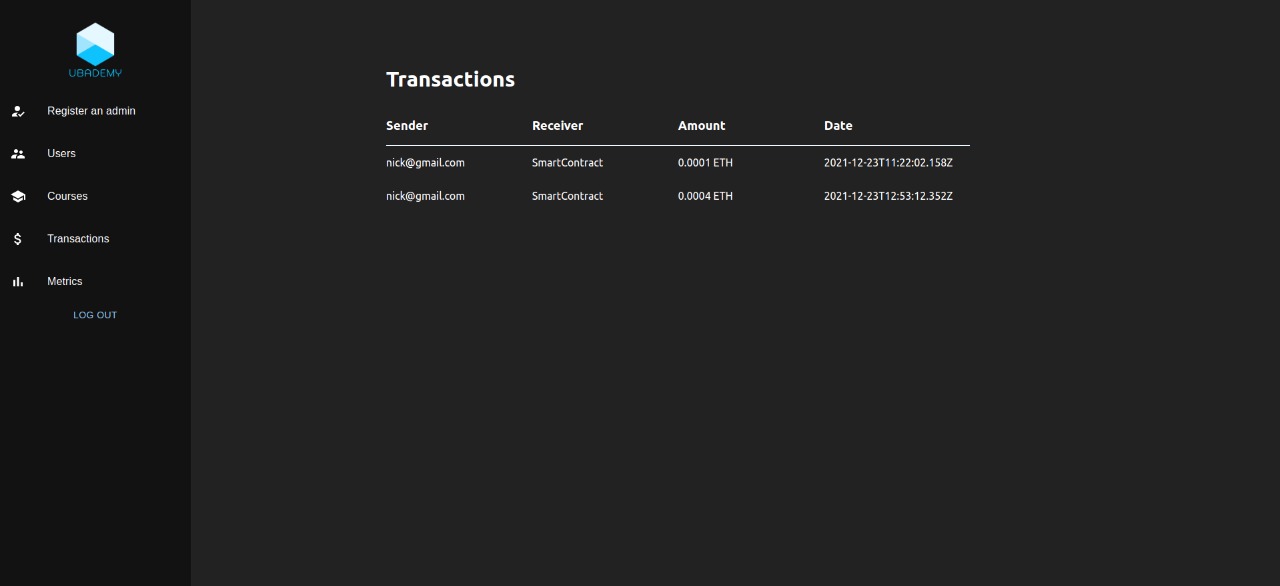 UBADEMY
Register an admin
Users
Courses
Transactions
Metrics
LOG OUT
Transactions
Sender Receiver Amount Date
nick@gmail.com SmartContract 0.0001 ETH 2021-12-23T11:22:02.158Z
nick@gmail.com SmartContract 0.0004 ETH 2021-12-23T12:53:12.352Z